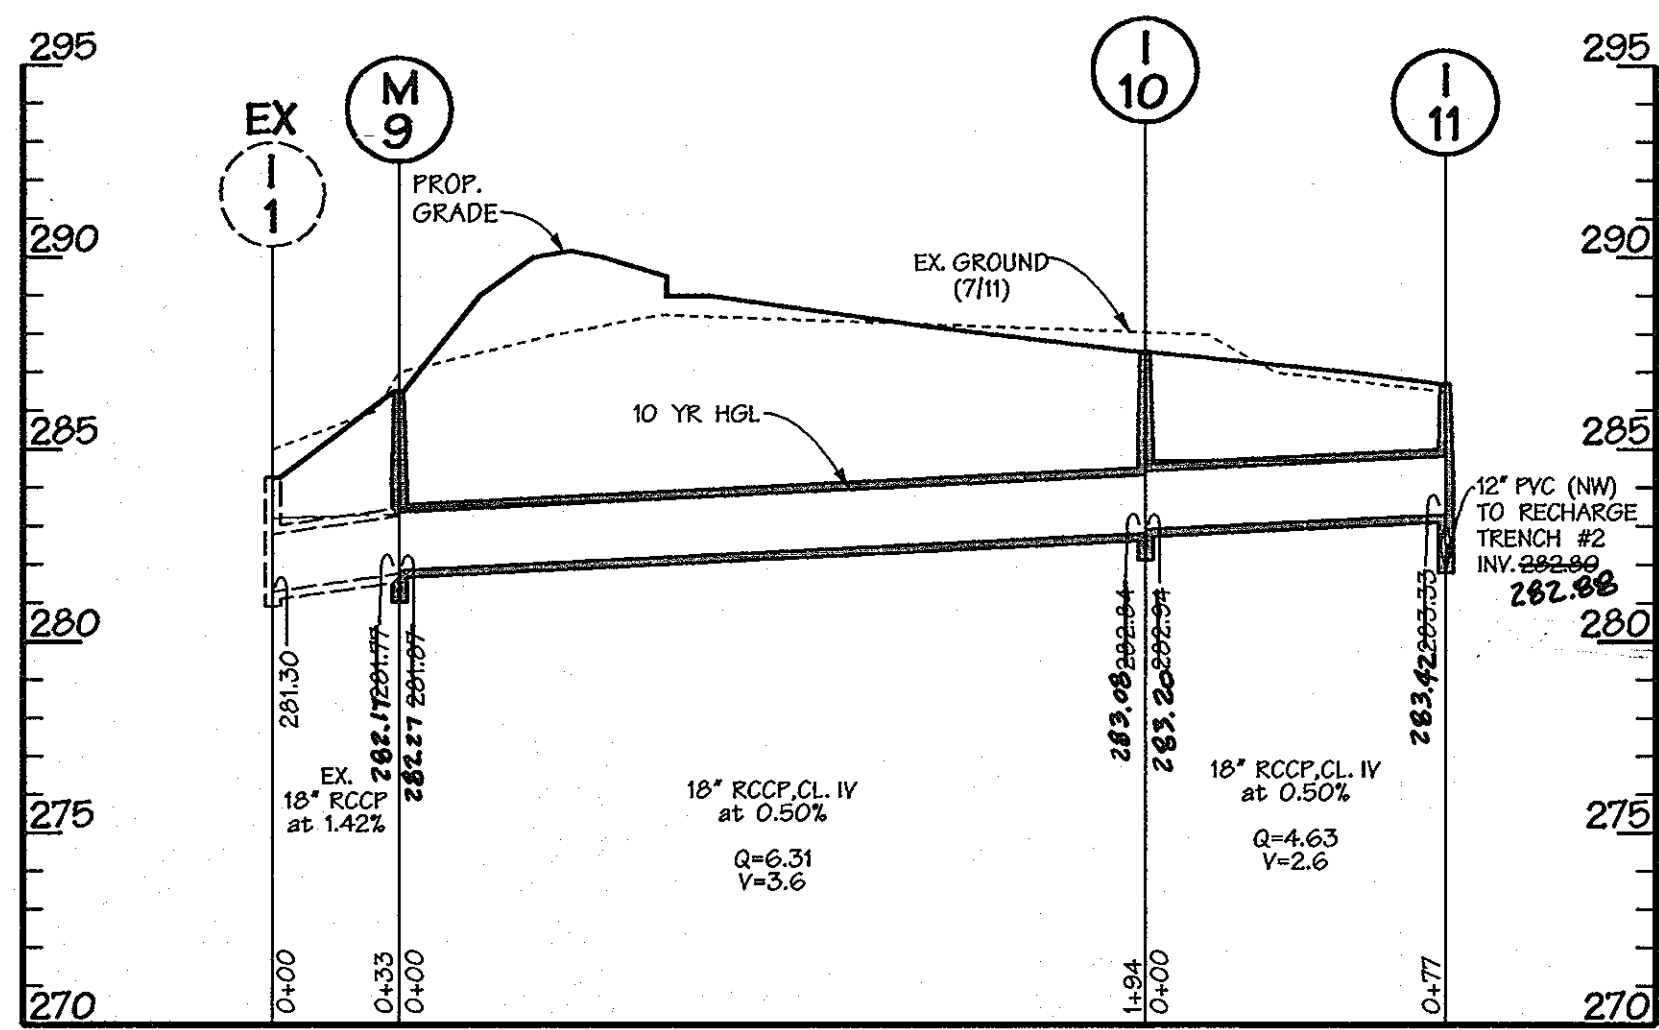 295
295
EX
I
1
M
9
I
10
I
11
PROP.
GRADE
290
290
EX. GROUND
(7/11)
10 YR HGL
285
285
12" PVC (NW)
TO RECHARGE
TRENCH #2
INV. 282.80
282.88
280
280
281.30
282.17 281.77
282.27 281.87
283.08 282.84
283.20 282.94
283.42 283.33
EX.
18" RCCP
at 1.42%
18" RCCP, CL. IV
at 0.50%
Q=6.31
V=3.6
18" RCCP, CL. IV
at 0.50%
Q=4.63
V=2.6
275
275
0+00
0+33
0+00
1+94
0+00
0+77
270
270